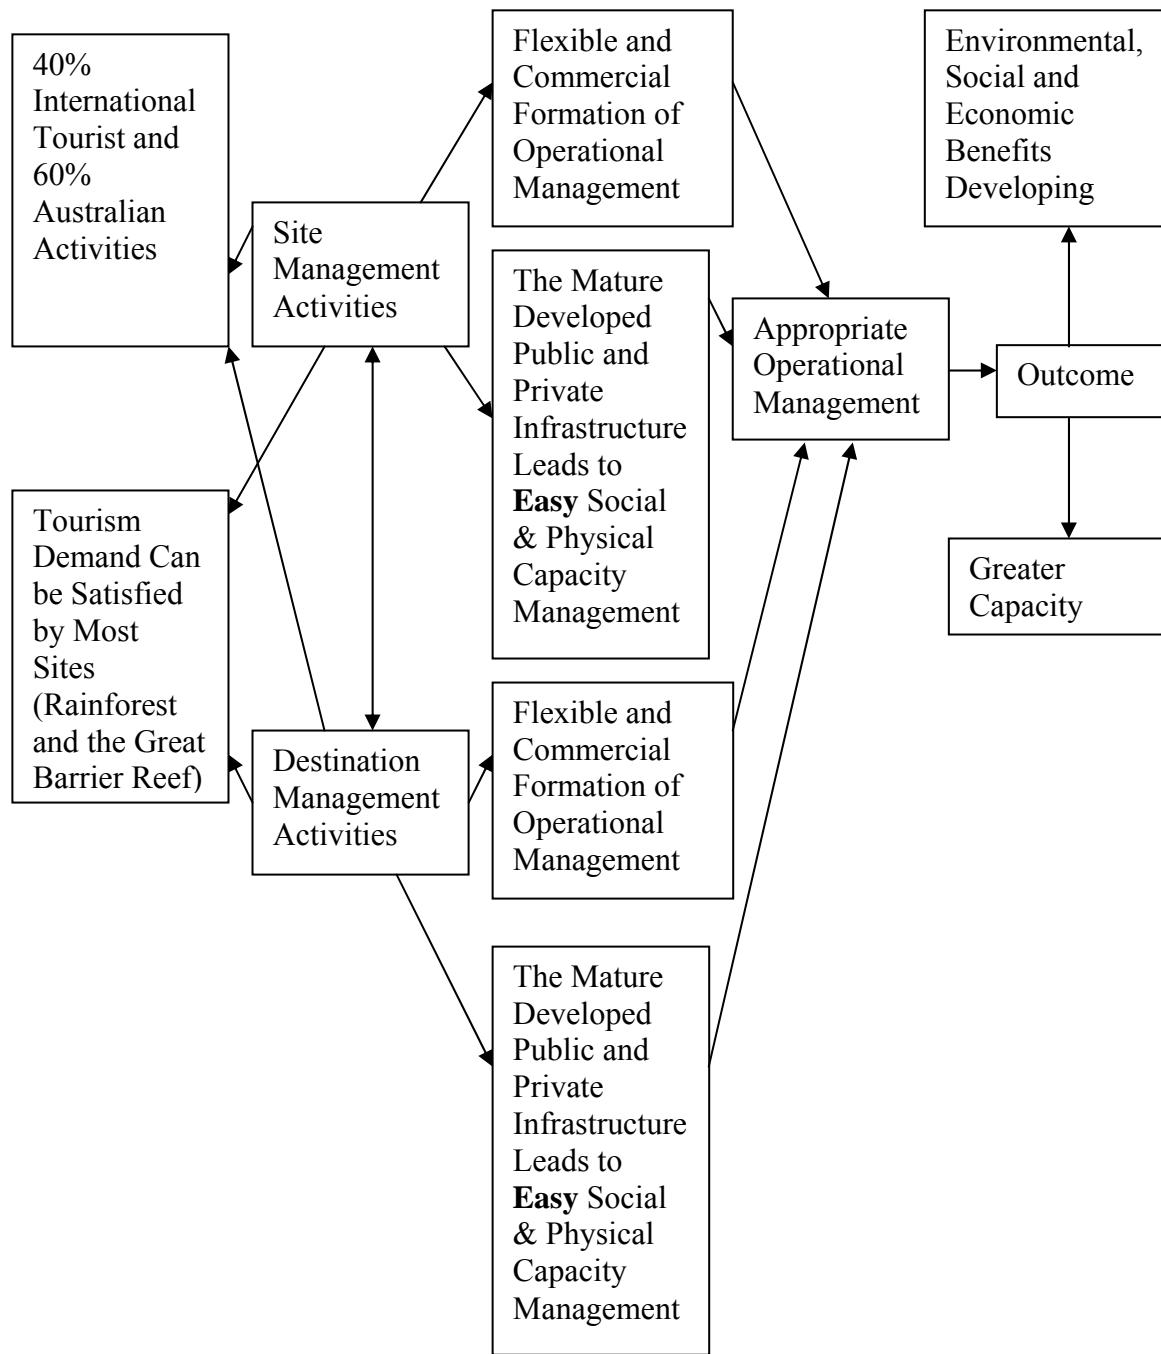 40%
International
Tourist and
60%
Australian
Activities
Tourism
Demand Can
be Satisfied
by Most
Sites
(Rainforest
and the Great
Barrier Reef)
Site
Management
Activities
Destination
Management
Activities
Flexible and
Commercial
Formation of
Operational
Management
The Mature
Developed
Public and
Private
Infrastructure
Leads to
Easy Social
& Physical
Capacity
Management
Flexible and
Commercial
Formation of
Operational
Management
The Mature
Developed
Public and
Private
Infrastructure
Leads to
Easy Social
& Physical
Capacity
Management
Appropriate
Operational
Management
Environmental,
Social and
Economic
Benefits
Developing
Outcome
Greater
Capacity